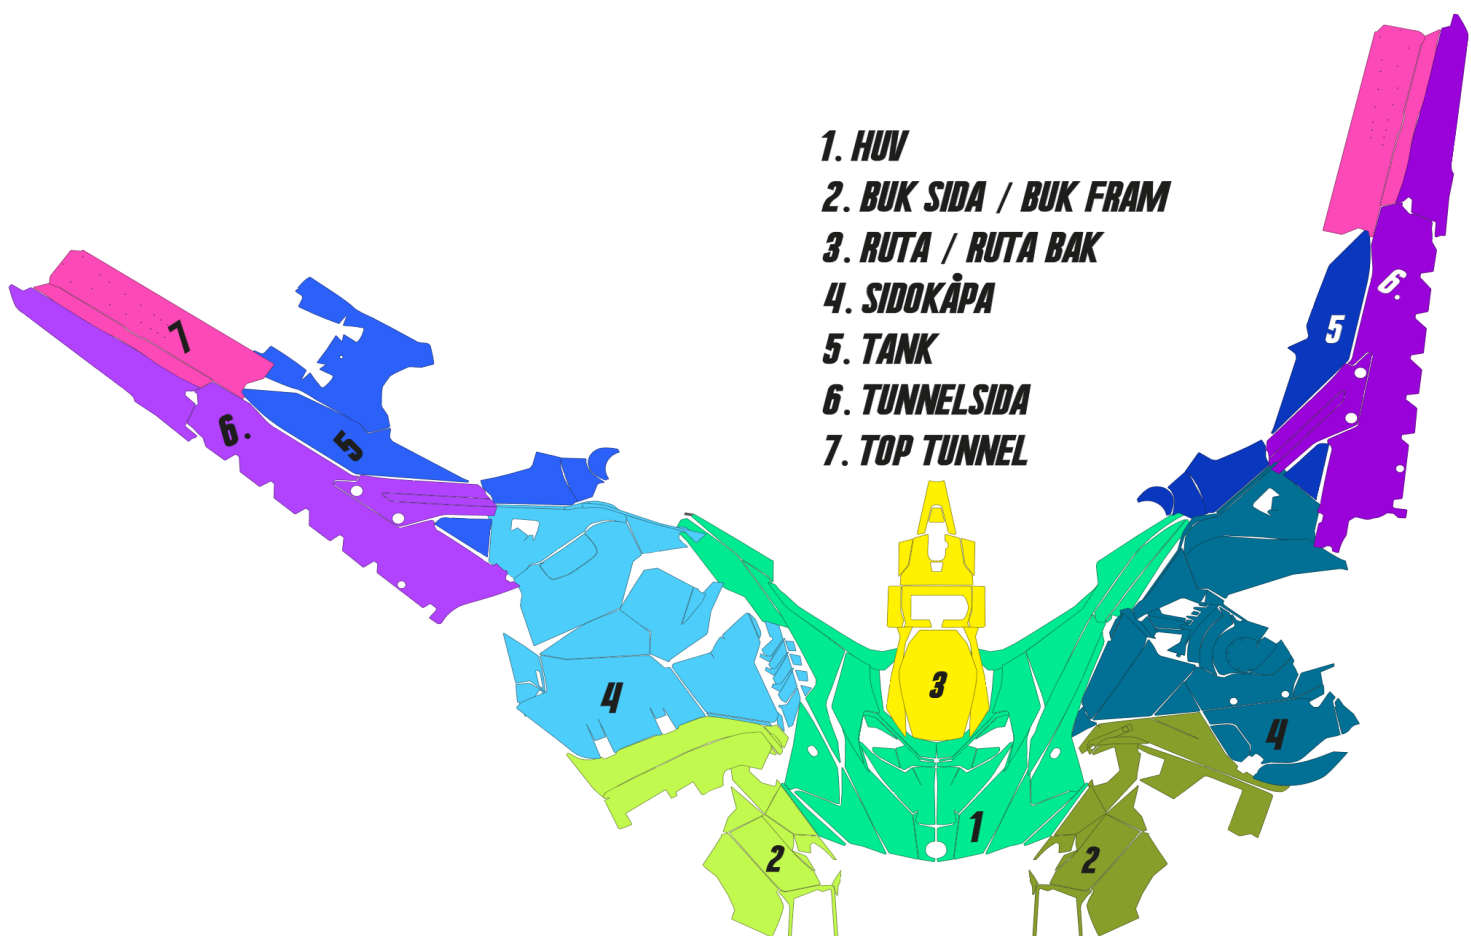 1. HUV
2. BUK SIDA / BUK FRAM
3. RUTA / RUTA BAK
4. SIDOKÅPA
5. TANK
6. TUNNELSIDA
7. TOP TUNNEL
7
6.
5
4
2
3
1
2
4
5
6.